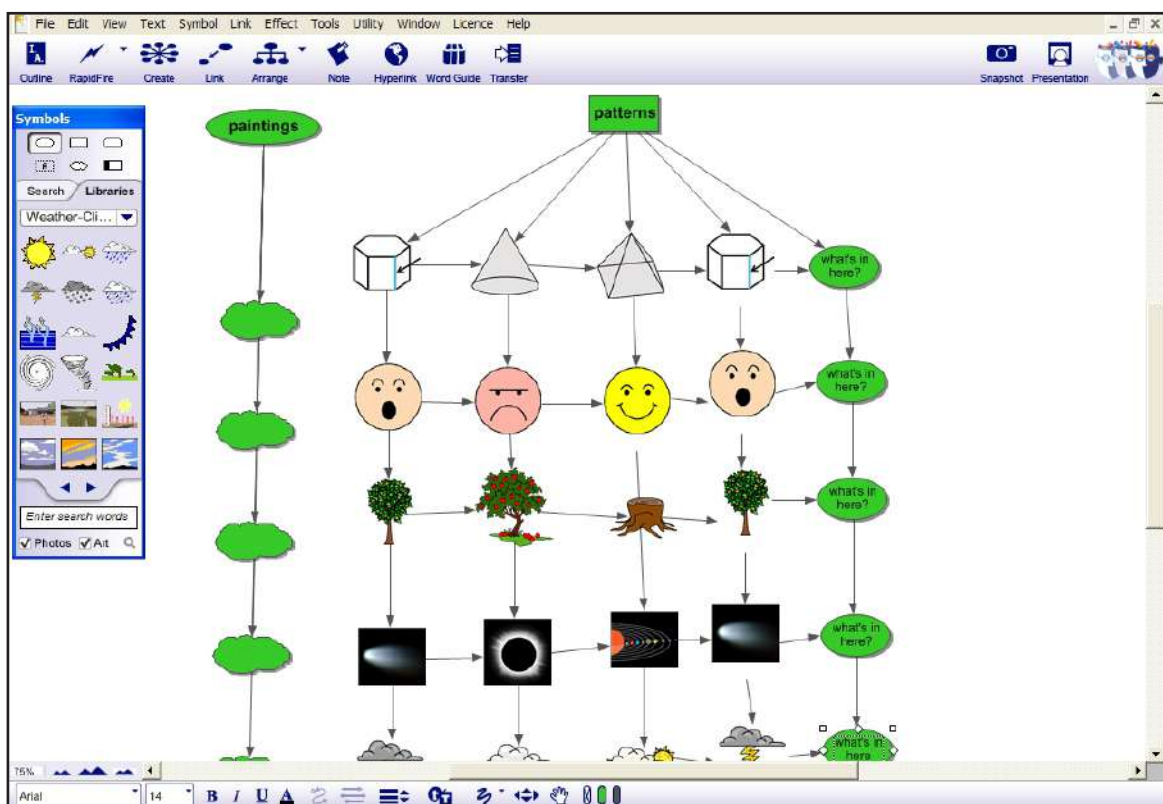 File Edit View Text Symbol Link Effect Tools Utility Window Licence Help
Outline RapidFire Create Link Arrange Note Hyperlink Word Guide Transfer Snapshot Presentation
Symbols
Search Libraries
Weather-Cli...
Enter search words
Photos Art
paintings
patterns
what's in
here?
what's in
here?
what's in
here?
what's in
here?
what's in
here
75%
Arial 14 B I U A